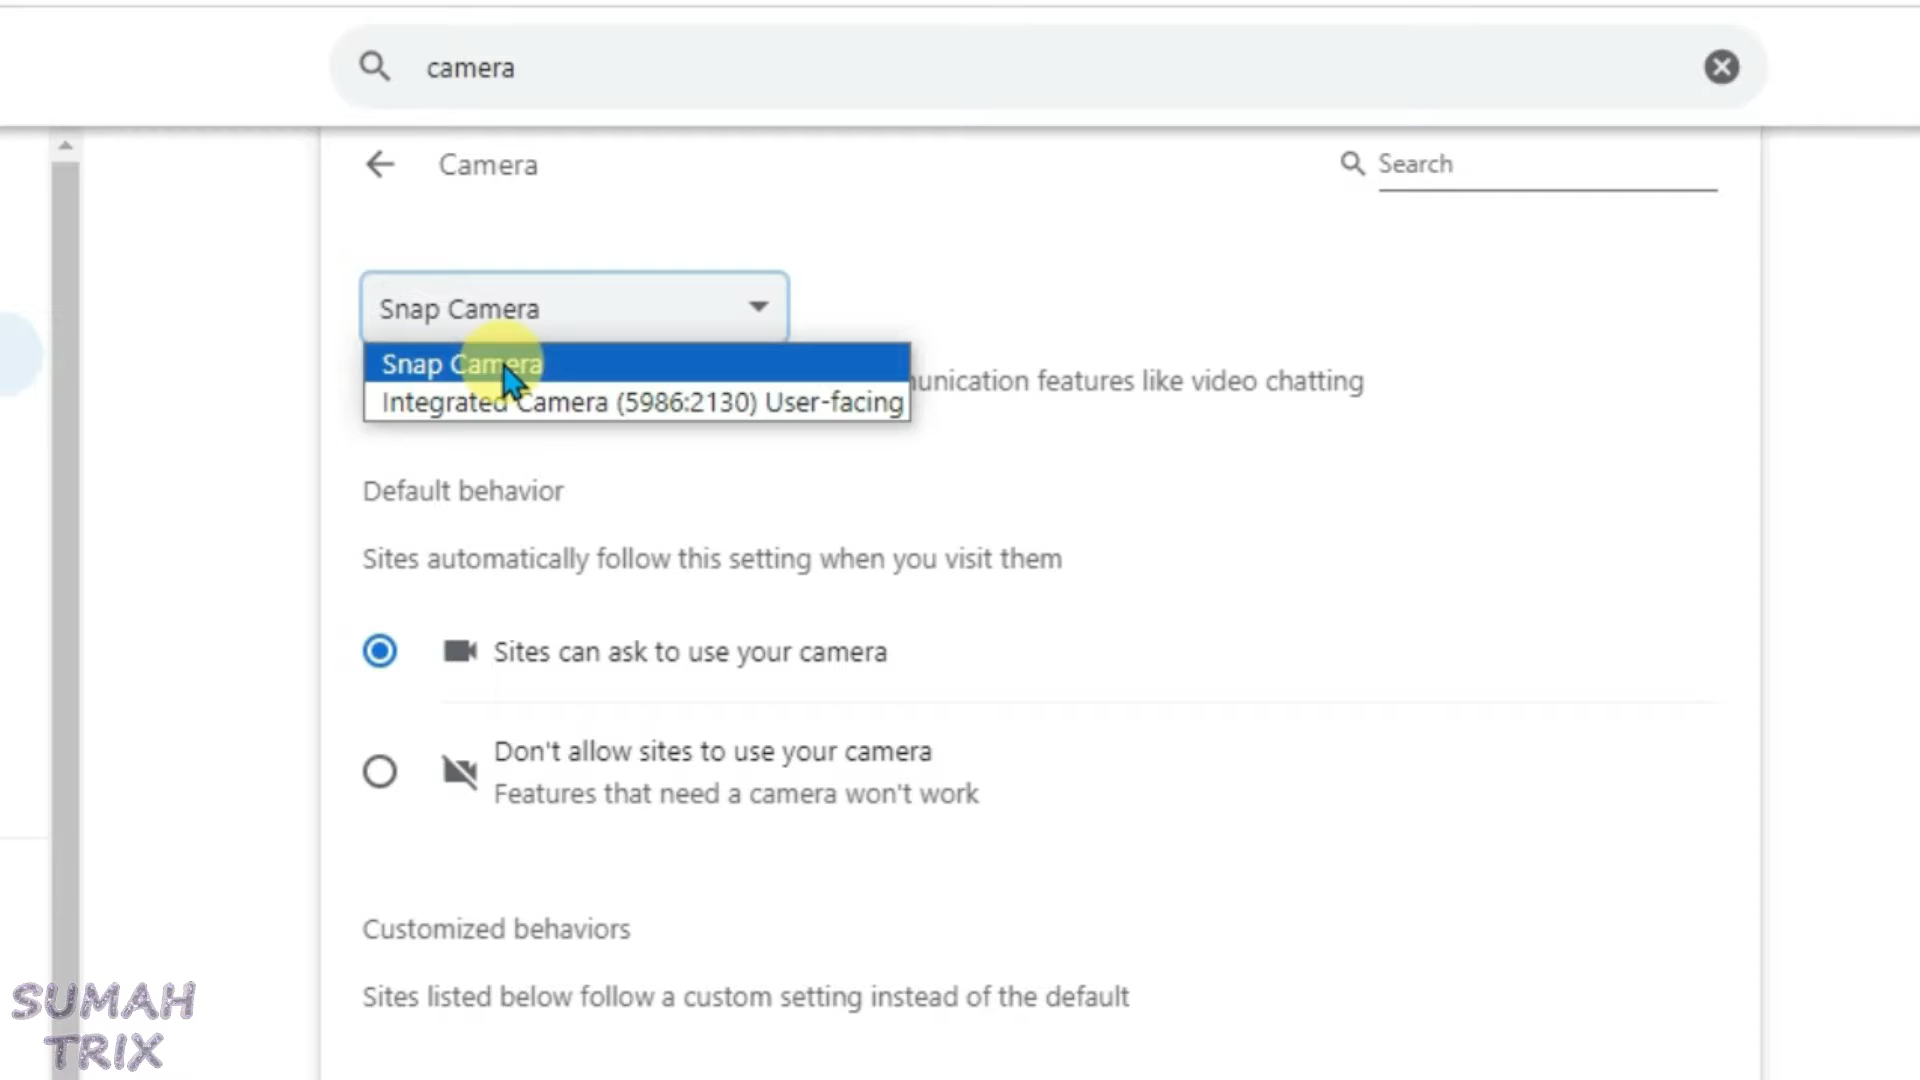 camera
Camera
Search
Snap Camera
Snap Camera
Integrated Camera (5986:2130) User-facing
features like video chatting
Default behavior
Sites automatically follow this setting when you visit them
Sites can ask to use your camera
Don't allow sites to use your camera
Features that need a camera won't work
Customized behaviors
Sites listed below follow a custom setting instead of the default
SUMAH
TRIX